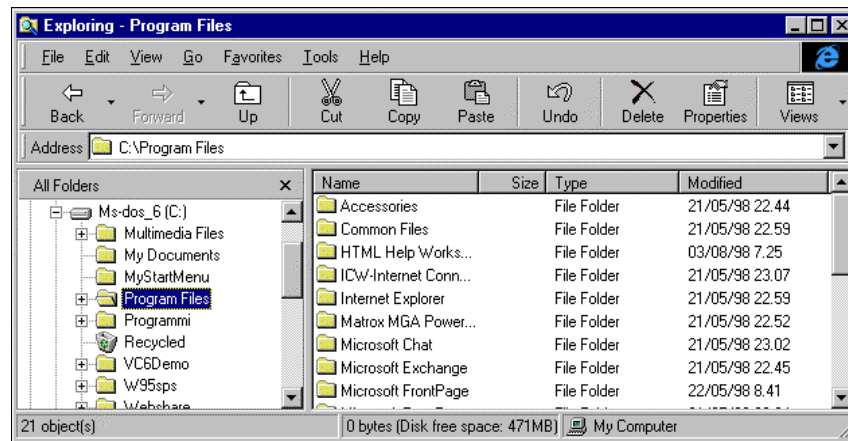 Exploring - Program Files
File Edit View Go Favorites Tools Help
Back Forward Up Cut Copy Paste Undo Delete Properties Views
Address C:\Program Files
All Folders
Ms-dos_6 (C:)
Multimedia Files
My Documents
MyStartMenu
Program Files
Programmi
Recycled
VC6Demo
W95sps
Webshare
Name Size Type Modified
Accessories File Folder 21/05/98 22.44
Common Files File Folder 21/05/98 22.59
HTML Help Works... File Folder 03/08/98 7.25
ICW-Internet Conn... File Folder 21/05/98 23.07
Internet Explorer File Folder 21/05/98 22.59
Matrox MGA Power... File Folder 21/05/98 22.52
Microsoft Chat File Folder 21/05/98 23.02
Microsoft Exchange File Folder 21/05/98 22.45
Microsoft FrontPage File Folder 22/05/98 8.41
21 object(s) 0 bytes (Disk free space: 471MB) My Computer